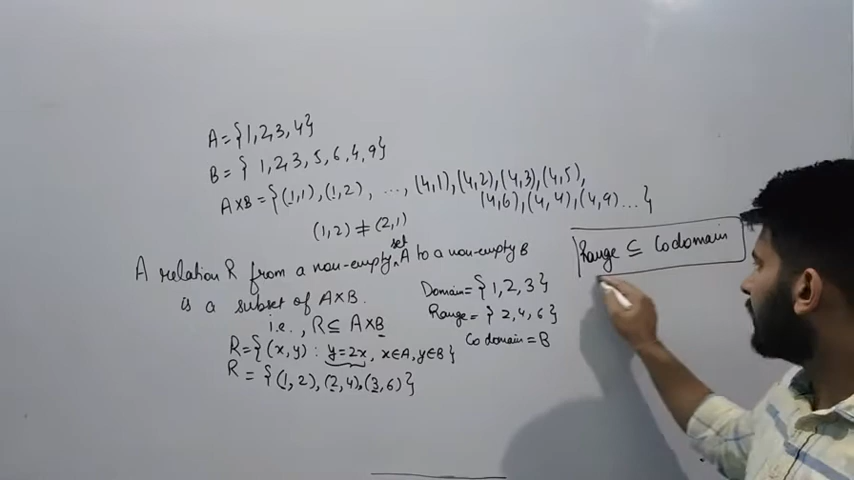 A={1,2,3,4}
B={ 1,2,3,5,6,4,9}
A×B={(1,1),(1,2), ..., (4,1),(4,2),(4,3),(4,5),
(4,6),(4,4),(4,9)...}
(1,2)≠(2,1)
A relation R from a non-empty set A to a non-empty B
is a subset of A×B.
i.e., R⊆A×B
R={(x,y): y=2x, x∈A, y∈B}
R={(1,2),(2,4),(3,6)}
Domain={1,2,3}
Range={2,4,6}
Codomain=B
Range ⊆ Codomain